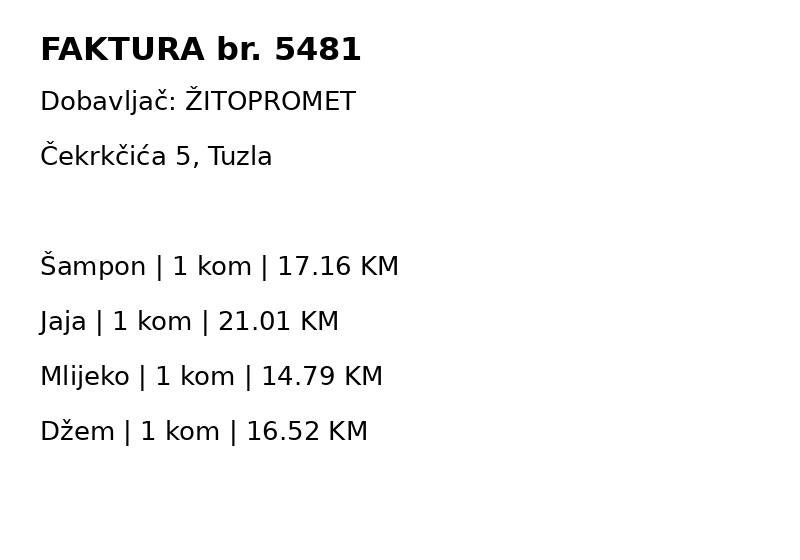 FAKTURA br. 5481
Dobavljač: ŽITOPROMET
Čekrkčića 5, Tuzla
Šampon | 1 kom | 17.16 KM
Jaja | 1 kom | 21.01 KM
Mlijeko | 1 kom | 14.79 KM
Džem | 1 kom | 16.52 KM